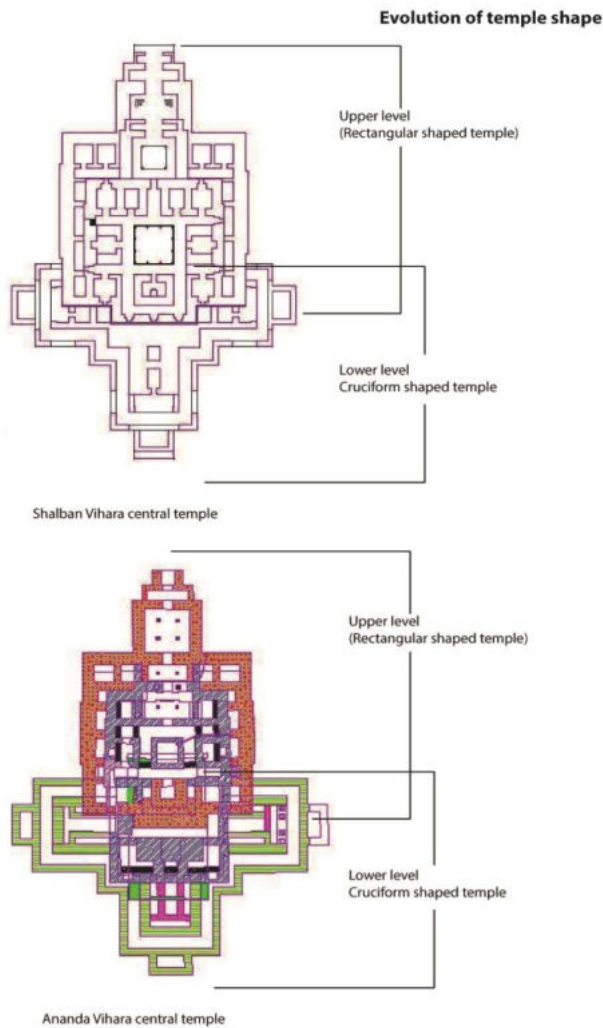 Evolution of temple shape
Upper level
(Rectangular shaped temple)
Lower level
Cruciform shaped temple
Shalban Vihara central temple
Upper level
(Rectangular shaped temple)
Lower level
Cruciform shaped temple
Ananda Vihara central temple